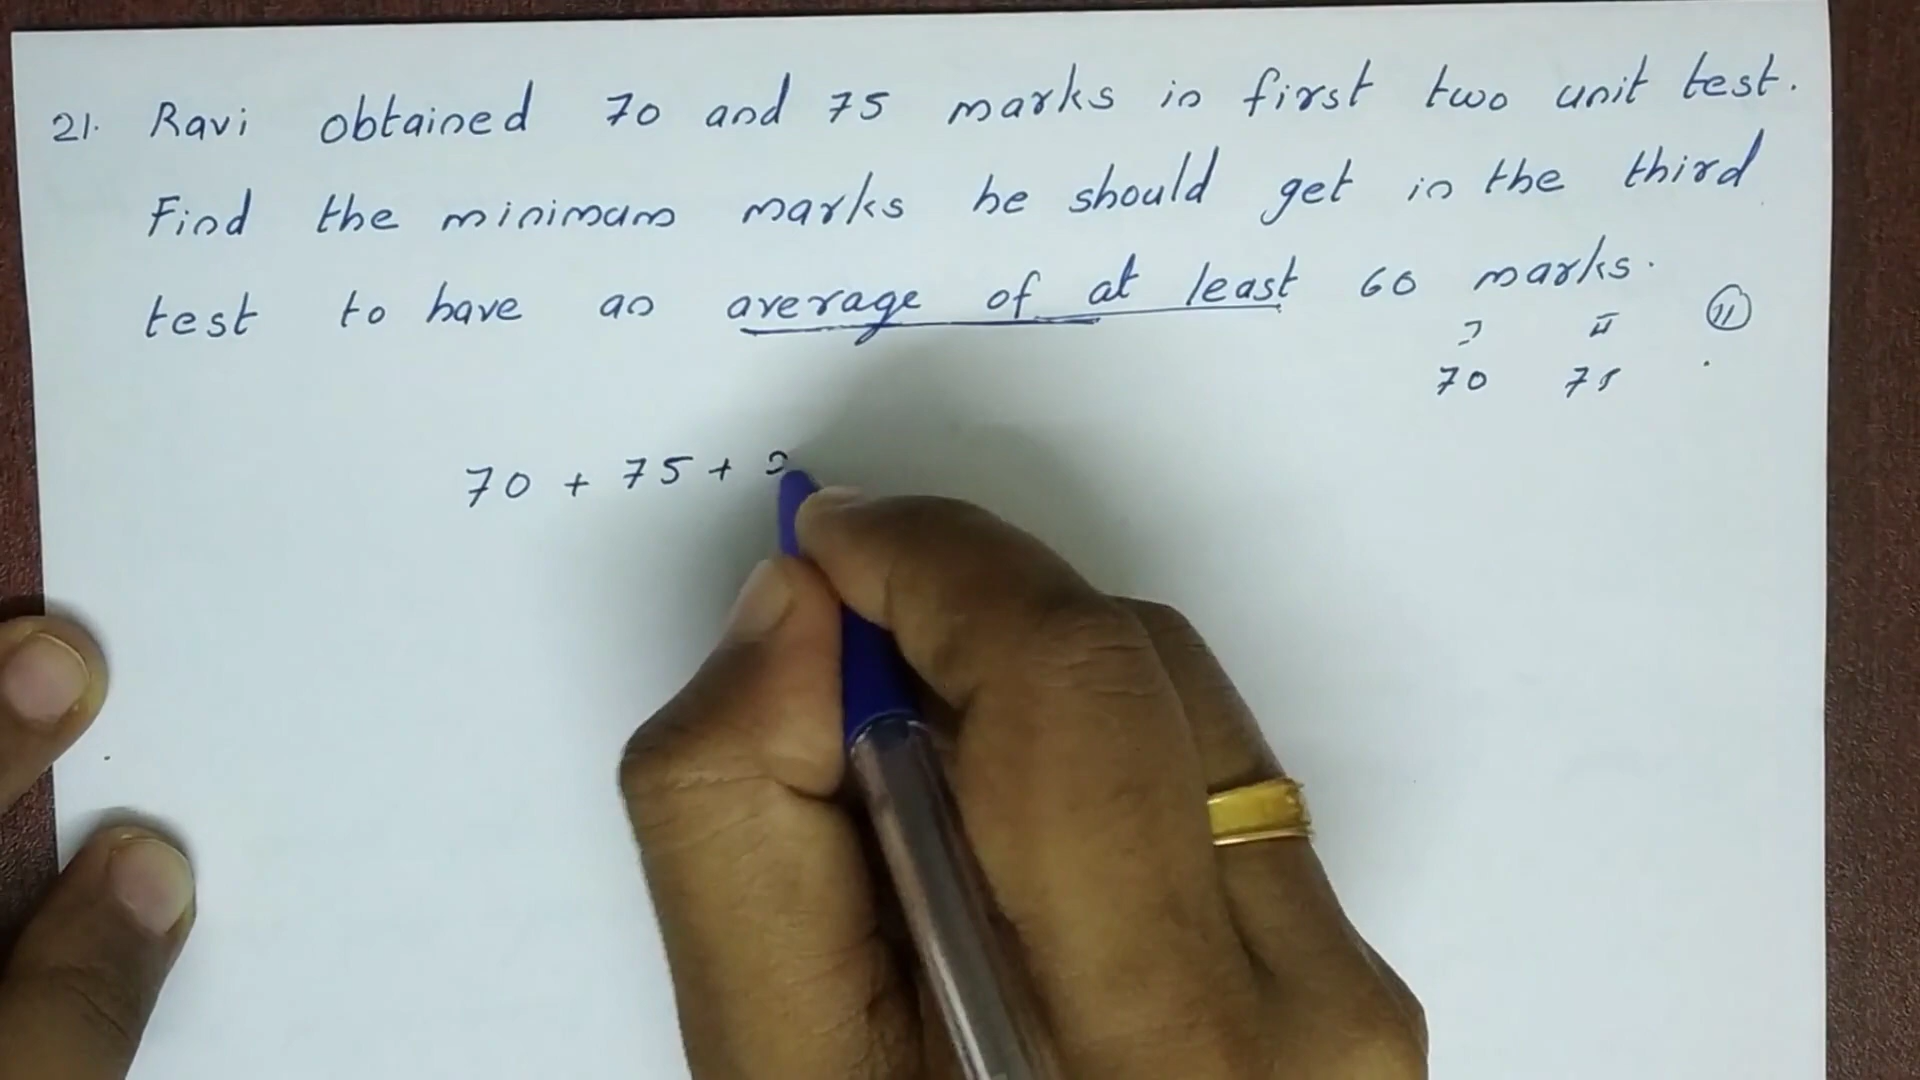 21. Ravi obtained 70 and 75 marks in first two unit test.
Find the minimum marks he should get in the third
test to have an average of at least 60 marks.
I II
70 75
70 + 75 +